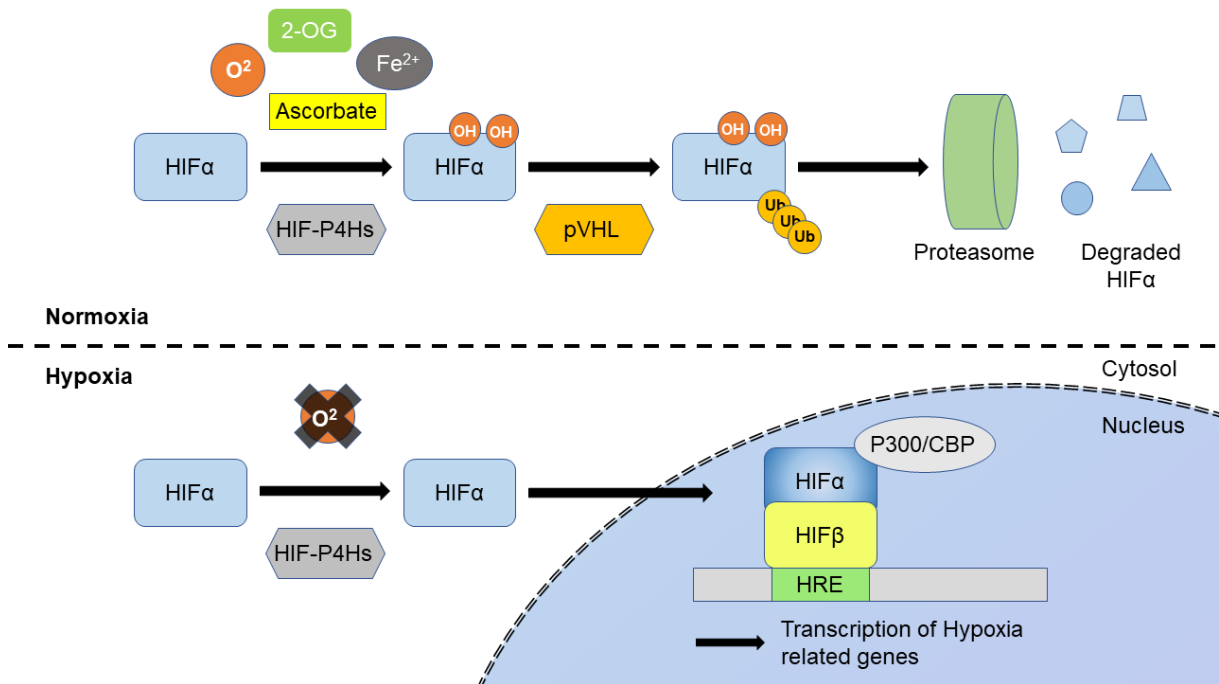 2-OG
O²
Fe²⁺
Ascorbate
HIFα
OH OH
HIFα
OH OH
HIFα
HIF-P4Hs
pVHL
Ub
Ub
Ub
Proteasome
Degraded
HIFα
Normoxia
Hypoxia
Cytosol
Nucleus
O²
HIFα
HIFα
HIF-P4Hs
P300/CBP
HIFα
HIFβ
HRE
Transcription of Hypoxia
related genes